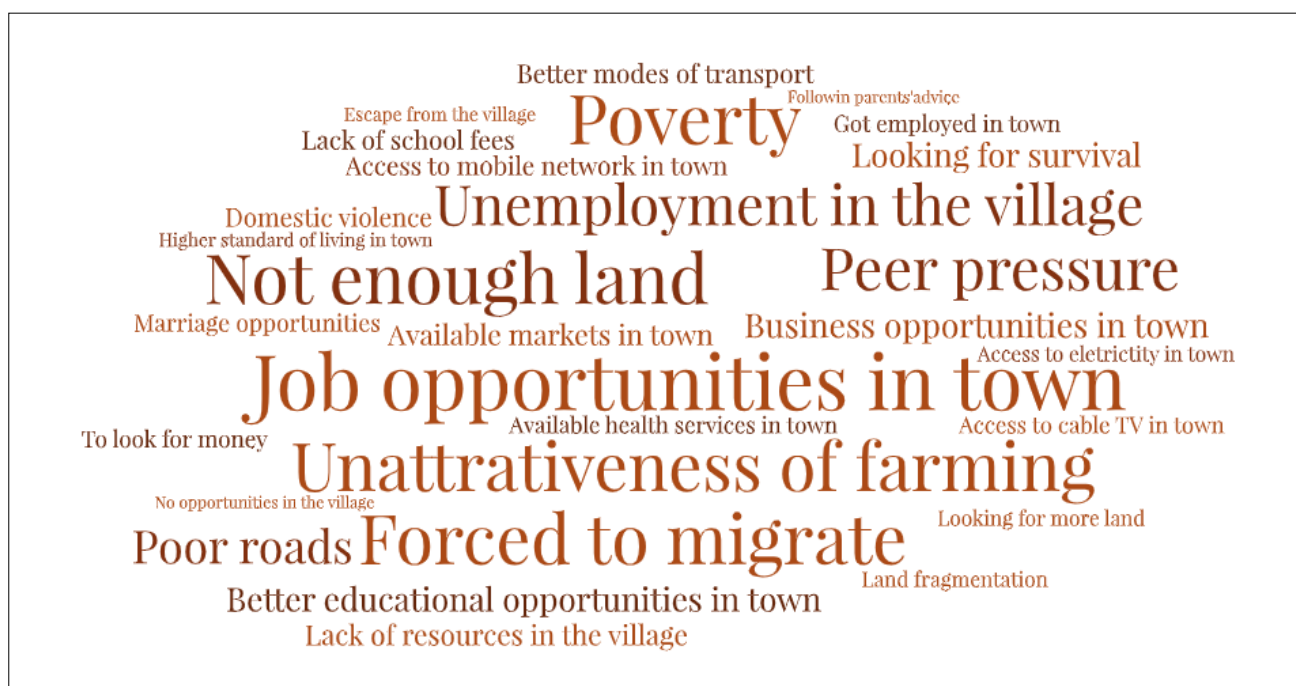 Better modes of transport
Followin parents'advice
Poverty
Escape from the village
Got employed in town
Lack of school fees
Looking for survival
Access to mobile network in town
Unemployment in the village
Domestic violence
Higher standard of living in town
Not enough land
Peer pressure
Marriage opportunities
Available markets in town
Business opportunities in town
Access to eletrictity in town
Job opportunities in town
Available health services in town
Access to cable TV in town
To look for money
Unattrativeness of farming
No opportunities in the village
Looking for more land
Poor roads
Forced to migrate
Land fragmentation
Better educational opportunities in town
Lack of resources in the village